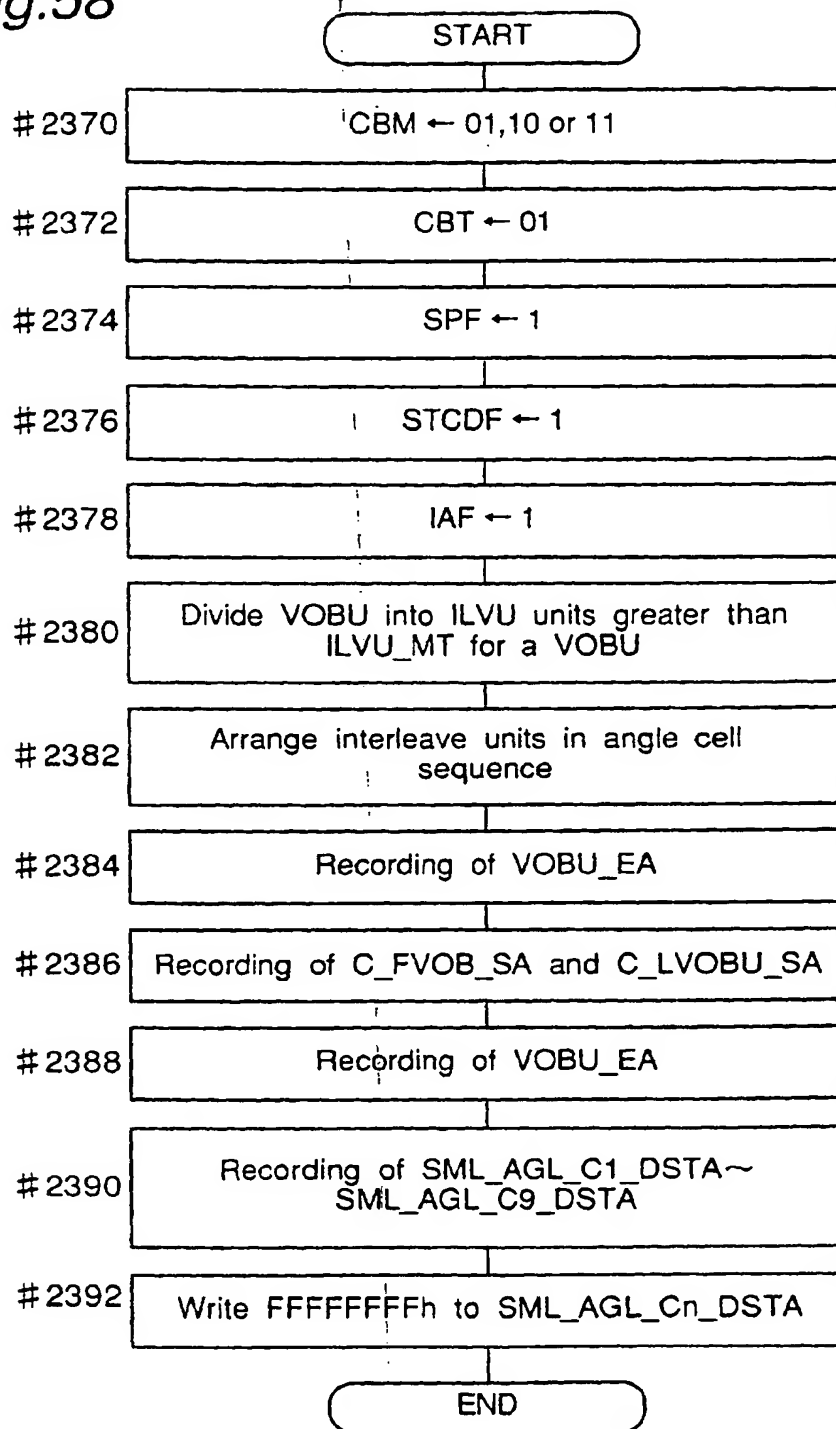 g.58
START
#2370 CBM ← 01,10 or 11
#2372 CBT ← 01
#2374 SPF ← 1
#2376 STCDF ← 1
#2378 IAF ← 1
#2380 Divide VOBU into ILVU units greater than
ILVU_MT for a VOBU
#2382 Arrange interleave units in angle cell
sequence
#2384 Recording of VOBU_EA
#2386 Recording of C_FVOB_SA and C_LVOBU_SA
#2388 Recording of VOBU_EA
#2390 Recording of SML_AGL_C1_DSTA~
SML_AGL_C9_DSTA
#2392 Write FFFFFFFFh to SML_AGL_Cn_DSTA
END